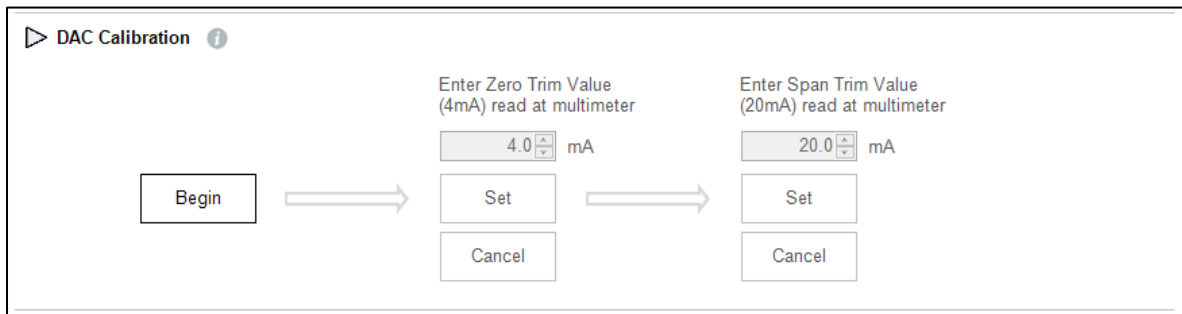 DAC Calibration i
Enter Zero Trim Value
(4mA) read at multimeter
4.0 mA
Enter Span Trim Value
(20mA) read at multimeter
20.0 mA
Begin
Set
Set
Cancel
Cancel